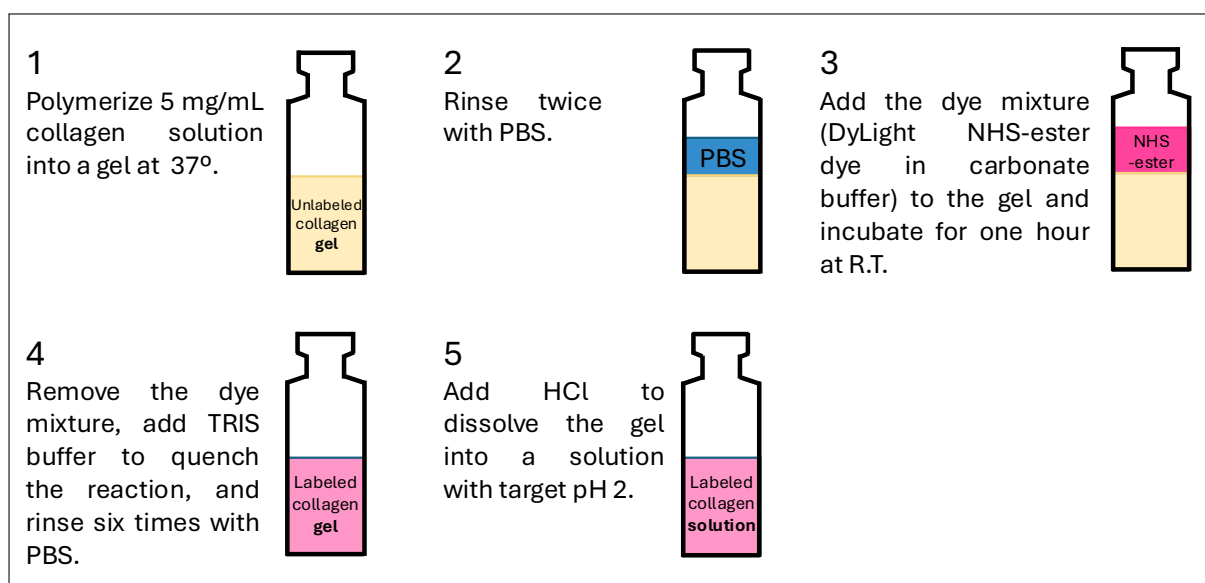 1
Polymerize 5 mg/mL
collagen solution
into a gel at 37º.
Unlabeled
collagen
gel
2
Rinse twice
with PBS.
PBS
3
Add the dye mixture
(DyLight NHS-ester
dye in carbonate
buffer) to the gel and
incubate for one hour
at R.T.
NHS
-ester
4
Remove the dye
mixture, add TRIS
buffer to quench
the reaction, and
rinse six times with
PBS.
Labeled
collagen
gel
5
Add HCl to
dissolve the gel
into a solution
with target pH 2.
Labeled
collagen
solution